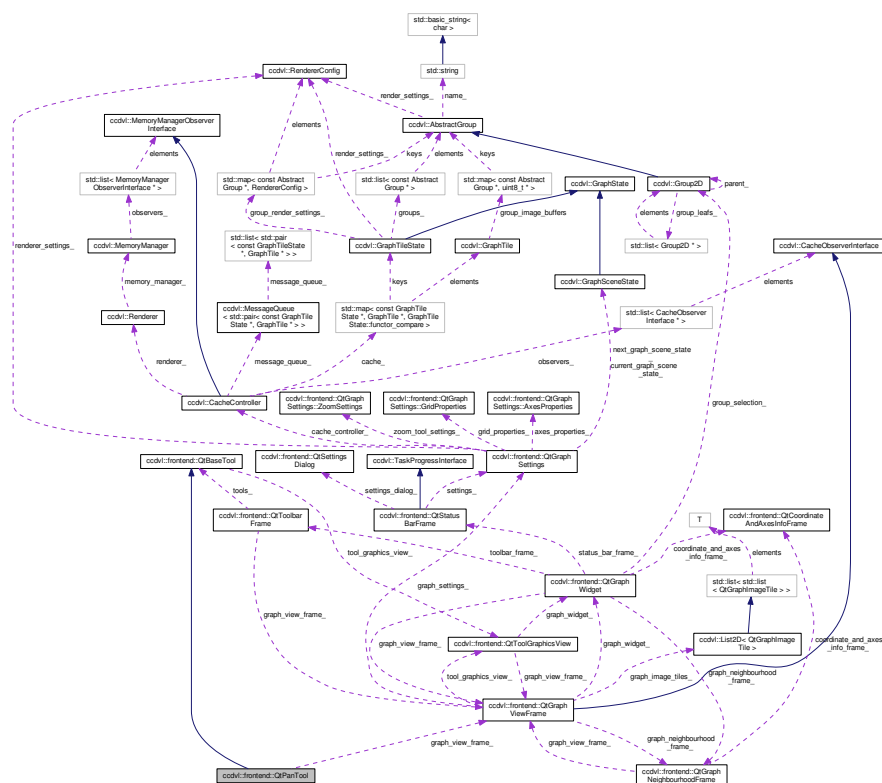 std::basic_string<
char >
ccdvl::RendererConfig
std::string
render_settings_
name_
ccdvl::MemoryManagerObserver
Interface
ccdvl::AbstractGroup
elements
render_settings_
keys
elements
keys
elements
std::list< MemoryManager
ObserverInterface * >
std::map< const Abstract
Group *, RendererConfig >
std::list< const Abstract
Group * >
std::map< const Abstract
Group *, uint8_t * >
ccdvl::GraphState
ccdvl::Group2D
parent_
observers_
group_render_settings_
groups_
group_image_buffers
elements
group_leafs_
renderer_settings_
ccdvl::MemoryManager
std::list< std::pair
< const GraphTileState
*, GraphTile * > >
ccdvl::GraphTileState
ccdvl::GraphTile
std::list< Group2D * >
ccdvl::CacheObserverInterface
memory_manager_
message_queue_
keys
elements
ccdvl::GraphSceneState
elements
ccdvl::Renderer
ccdvl::MessageQueue
< std::pair< const GraphTile
State *, GraphTile * > >
std::map< const GraphTile
State *, GraphTile *, GraphTile
State::functor_compare >
std::list< CacheObserver
Interface * >
renderer_
message_queue_
cache_
observers_
next_graph_scene_state
_
current_graph_scene
_state_
ccdvl::CacheController
ccdvl::frontend::QtGraph
Settings::ZoomSettings
ccdvl::frontend::QtGraph
Settings::GridProperties
ccdvl::frontend::QtGraph
Settings::AxesProperties
group_selection_
cache_controller_
zoom_tool_settings_
grid_properties_
axes_properties_
ccdvl::frontend::QtBaseTool
ccdvl::frontend::QtSettings
Dialog
ccdvl::TaskProgressInterface
ccdvl::frontend::QtGraph
Settings
tools_
settings_dialog_
settings_
ccdvl::frontend::QtToolbar
Frame
ccdvl::frontend::QtStatus
BarFrame
T
ccdvl::frontend::QtCoordinate
AndAxesInfoFrame
tool_graphics_view_
toolbar_frame_
status_bar_frame_
coordinate_and_axes
_info_frame_
elements
graph_settings_
ccdvl::frontend::QtGraph
Widget
std::list< std::list
< QtGraphImageTile > >
graph_view_frame_
graph_view_frame_
graph_widget_
ccdvl::frontend::QtToolGraphicsView
graph_widget_
ccdvl::List2D< QtGraphImage
Tile >
coordinate_and_axes
_info_frame_
tool_graphics_view_
graph_view_frame_
graph_image_tiles_
graph_neighbourhood
_frame_
ccdvl::frontend::QtGraph
ViewFrame
graph_view_frame_
graph_neighbourhood
_frame_
graph_view_frame_
ccdvl::frontend::QtPanTool
ccdvl::frontend::QtGraph
NeighbourhoodFrame